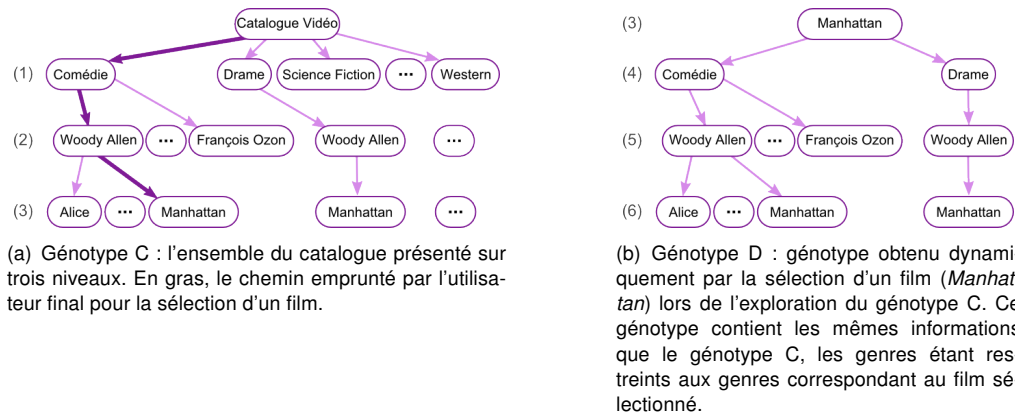 Catalogue Vidéo
(1) Comédie Drame Science Fiction ... Western
(2) Woody Allen ... François Ozon Woody Allen ...
(3) Alice ... Manhattan Manhattan ...
(a) Génotype C : l'ensemble du catalogue présenté sur
trois niveaux. En gras, le chemin emprunté par l'utilisa-
teur final pour la sélection d'un film.
(3) Manhattan
(4) Comédie Drame
(5) Woody Allen ... François Ozon Woody Allen
(6) Alice ... Manhattan Manhattan
(b) Génotype D : génotype obtenu dynami-
quement par la sélection d'un film (Manhat-
tan) lors de l'exploration du génotype C. Ce
génotype contient les mêmes informations
que le génotype C, les genres étant res-
treints aux genres correspondant au film sé-
lectionné.